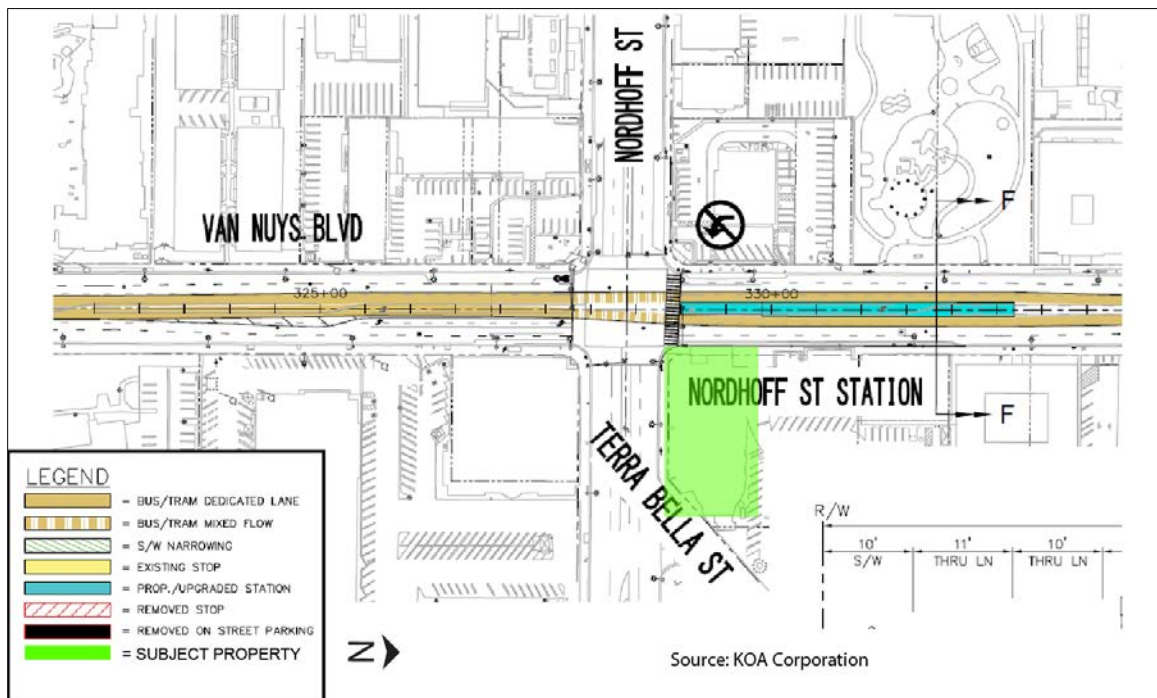 NORDHOFF ST
VAN NUYS BLVD
F
325+00
330+00
NORDHOFF ST STATION
F
TERRA BELLA ST
LEGEND
= BUS/TRAM DEDICATED LANE
= BUS/TRAM MIXED FLOW
= S/W NARROWING
= EXISTING STOP
= PROP./UPGRADED STATION
= REMOVED STOP
= REMOVED ON STREET PARKING
= SUBJECT PROPERTY
R/W
10' 11' 10'
S/W THRU LN THRU LN
N
Source: KOA Corporation